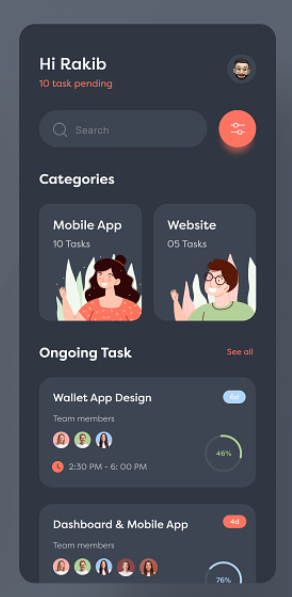 Hi Rakib
10 task pending
Search
Categories
Mobile App
10 Tasks
Website
05 Tasks
Ongoing Task
See all
Wallet App Design
6d
Team members
46%
2:30 PM - 6: 00 PM
Dashboard & Mobile App
4d
Team members
76%